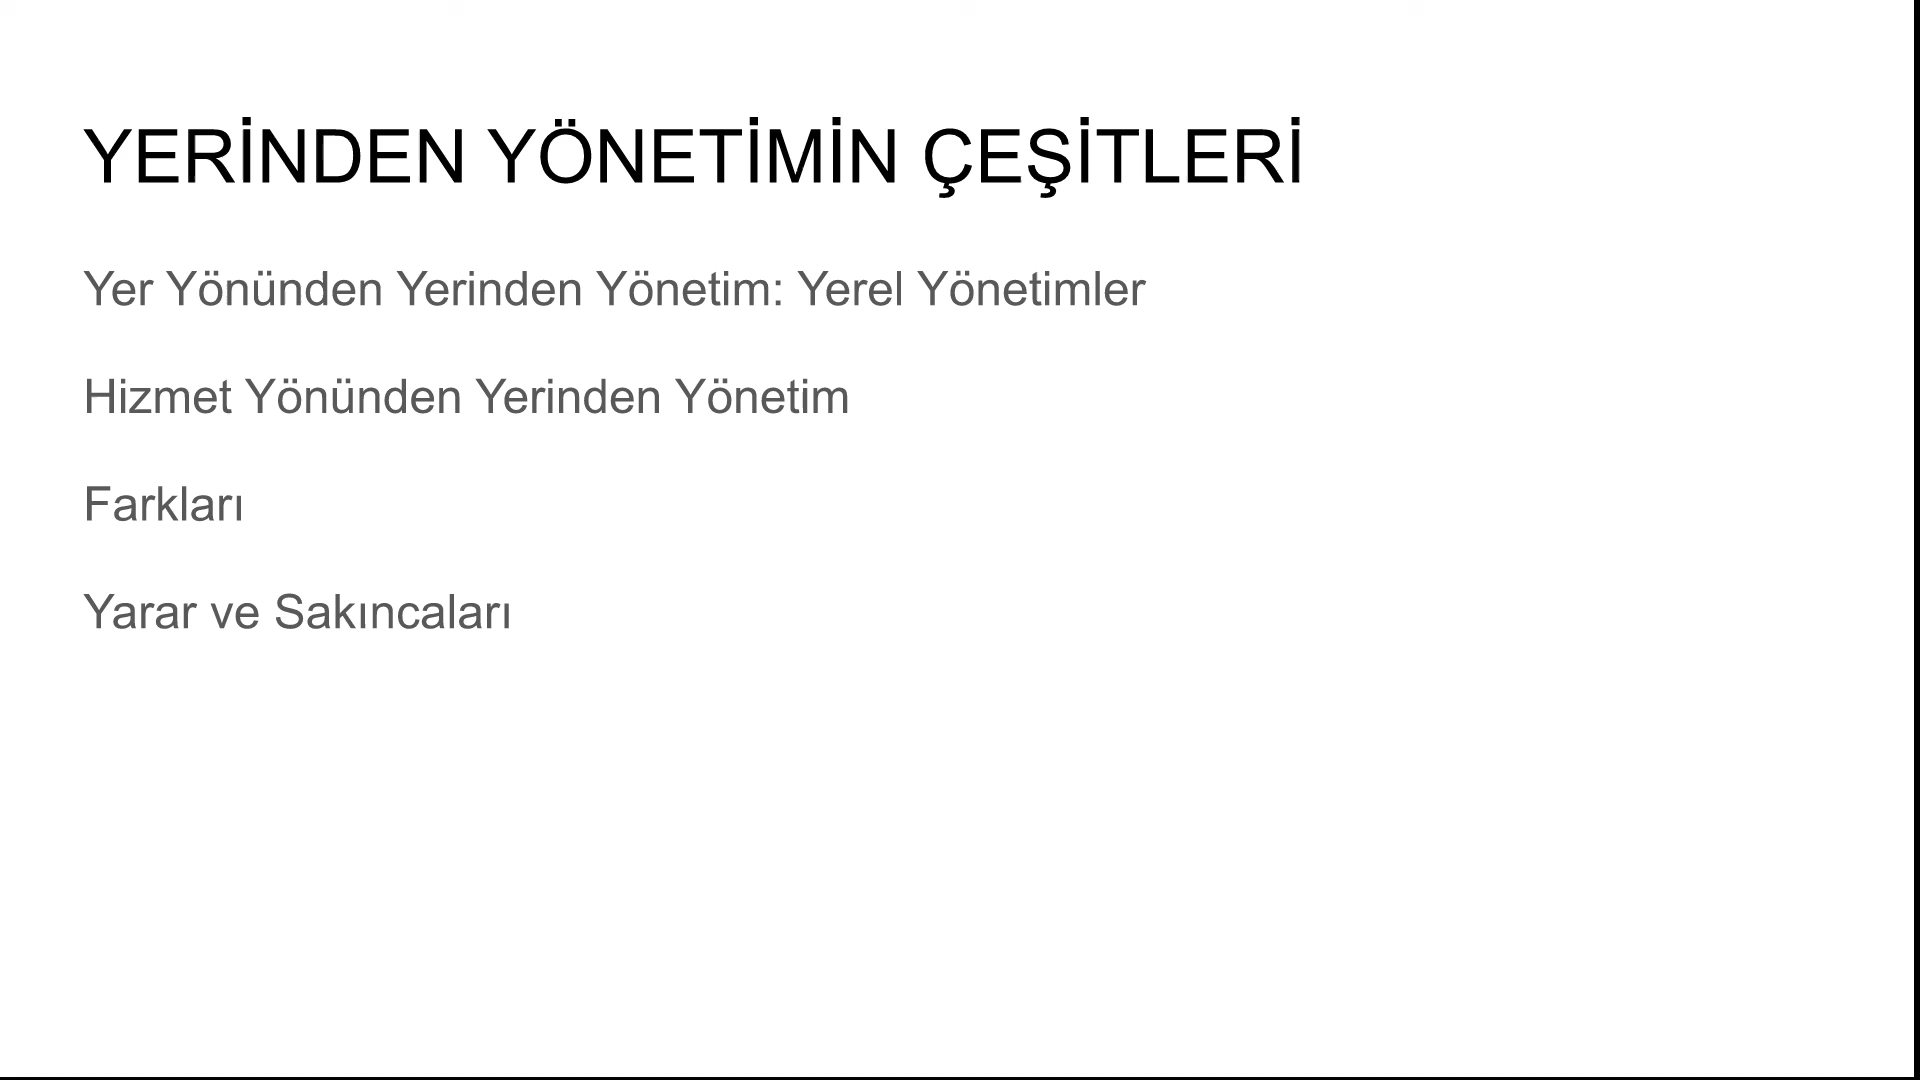 YERİNDEN YÖNETİMİN ÇEŞİTLERİ
Yer Yönünden Yerinden Yönetim: Yerel Yönetimler
Hizmet Yönünden Yerinden Yönetim
Farkları
Yarar ve Sakıncaları